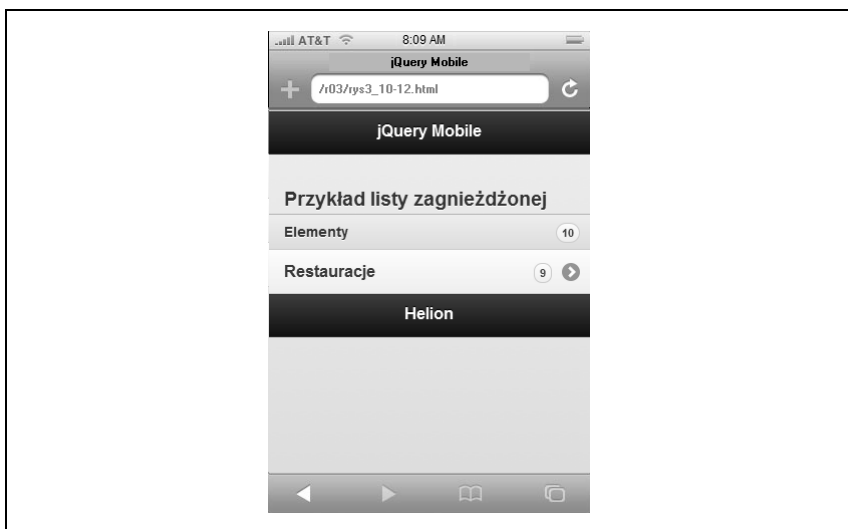 AT&T 8:09 AM
jQuery Mobile
/r03/rys3_10-12.html
jQuery Mobile
Przykład listy zagnieżdżonej
Elementy 10
Restauracje 9
Helion